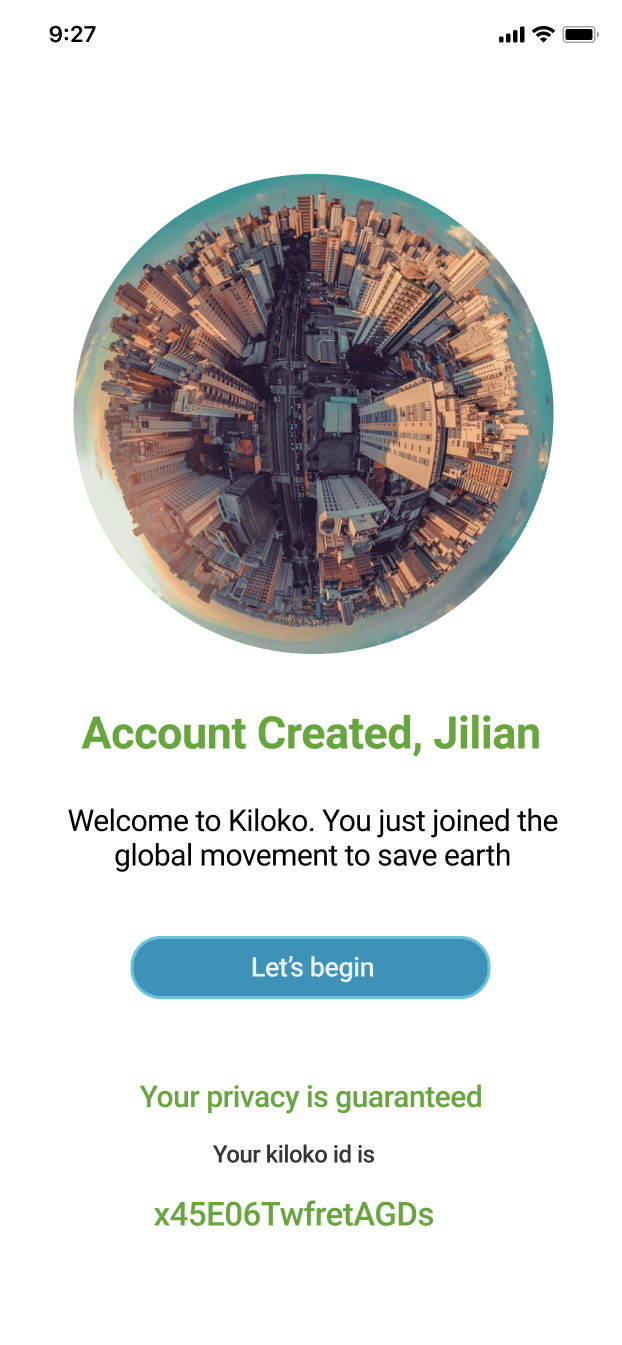 9:27
Account Created, Jilian
Welcome to Kiloko. You just joined the
global movement to save earth
Let's begin
Your privacy is guaranteed
Your kiloko id is
x45E06TwfretAGDs